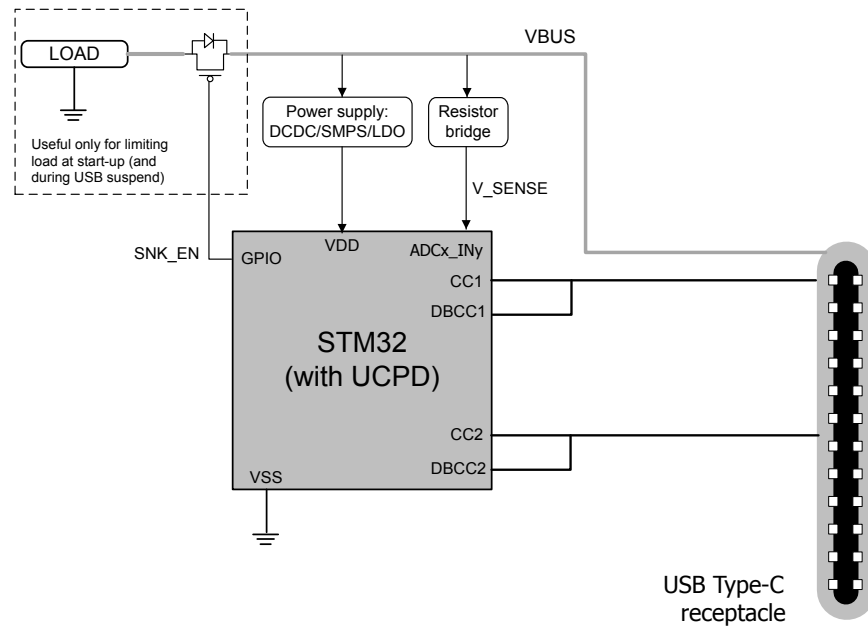 VBUS
LOAD
Power supply:
DCDC/SMPS/LDO
Resistor
bridge
Useful only for limiting
load at start-up (and
during USB suspend)
V_SENSE
SNK_EN
GPIO
VDD
ADCx_INy
CC1
DBCC1
STM32
(with UCPD)
CC2
DBCC2
VSS
USB Type-C
receptacle